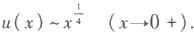 u(x) ~ x^{1/4} (x→0+).